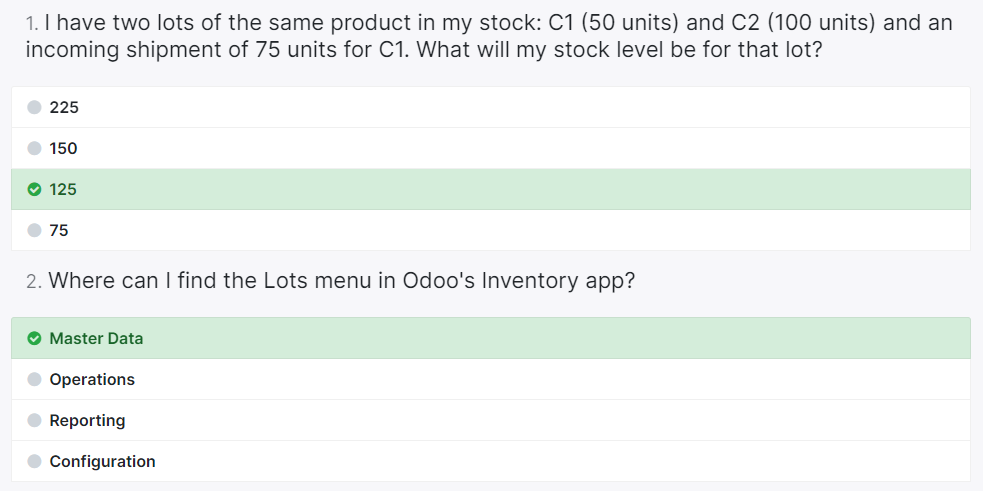 1. I have two lots of the same product in my stock: C1 (50 units) and C2 (100 units) and an
incoming shipment of 75 units for C1. What will my stock level be for that lot?
225
150
125
75
2. Where can I find the Lots menu in Odoo's Inventory app?
Master Data
Operations
Reporting
Configuration